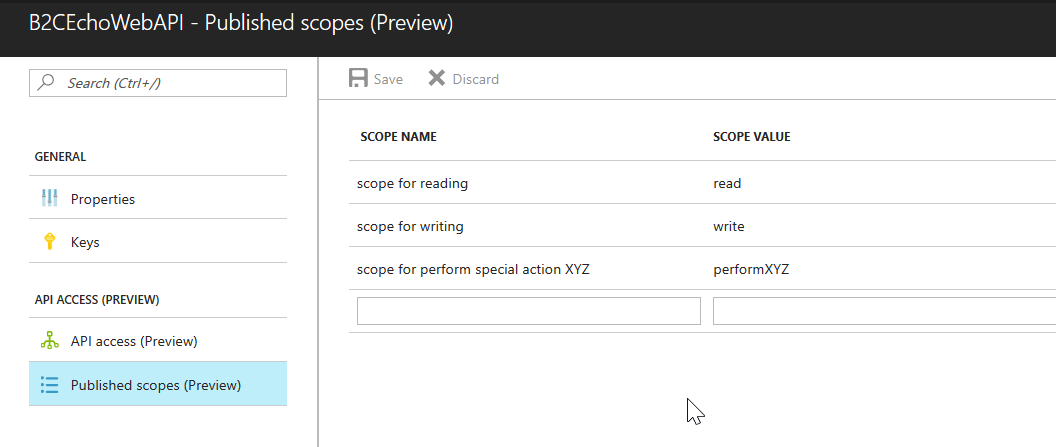 B2CEchoWebAPI - Published scopes (Preview)
Search (Ctrl+/)
GENERAL
Properties
Keys
API ACCESS (PREVIEW)
API access (Preview)
Published scopes (Preview)
Save Discard
SCOPE NAME SCOPE VALUE
scope for reading read
scope for writing write
scope for perform special action XYZ performXYZ